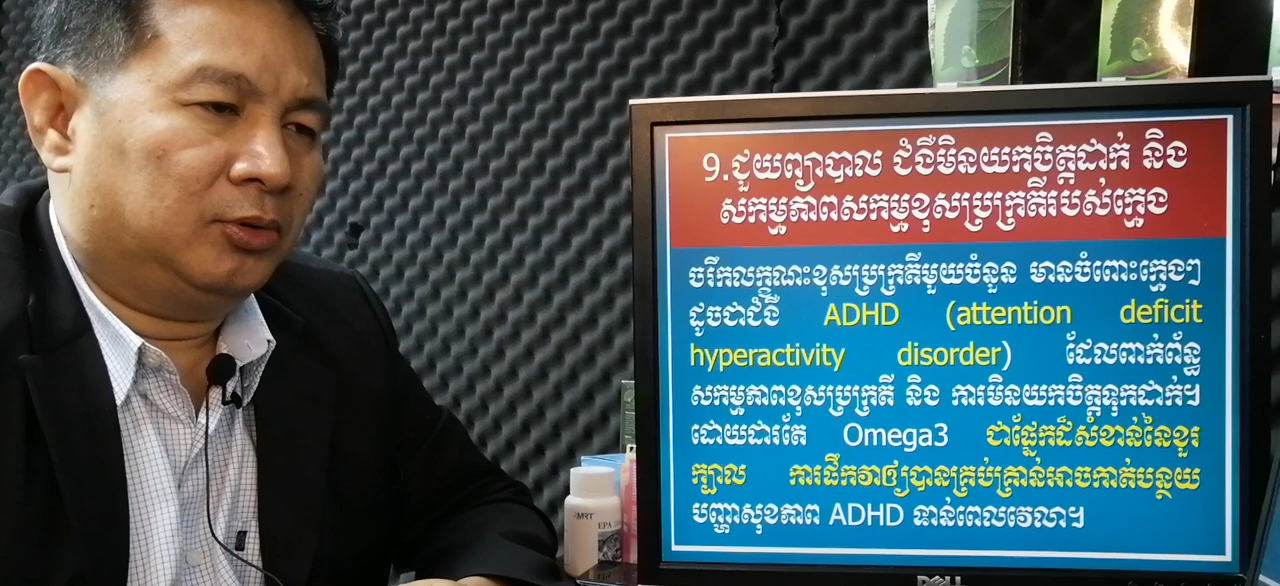 9.ជួយព្យាបាល ជំងឺមិនយកចិត្តដាក់ និង
សកម្មភាពសកម្មខុសប្រក្រតីរបស់ក្មេង
ចរឹកលក្ខណះខុសប្រក្រតីមួយចំនួន មានចំពោះក្មេងៗ
ដូចជាជំងឺ ADHD (attention deficit
hyperactivity disorder) ដែលពាក់ព័ន្ធ
សកម្មភាពខុសប្រក្រតី និង ការមិនយកចិត្តទុកដាក់។
ដោយដារតែ Omega3 ជាផ្នែកដ៏សំខាន់នៃខួរ
ក្បាល ការផឹកវាឲ្យបានគ្រប់គ្រាន់អាចកាត់បន្ថយ
បញ្ហាសុខភាព ADHD ទាន់ពេលវេលា។
MRT
EPA